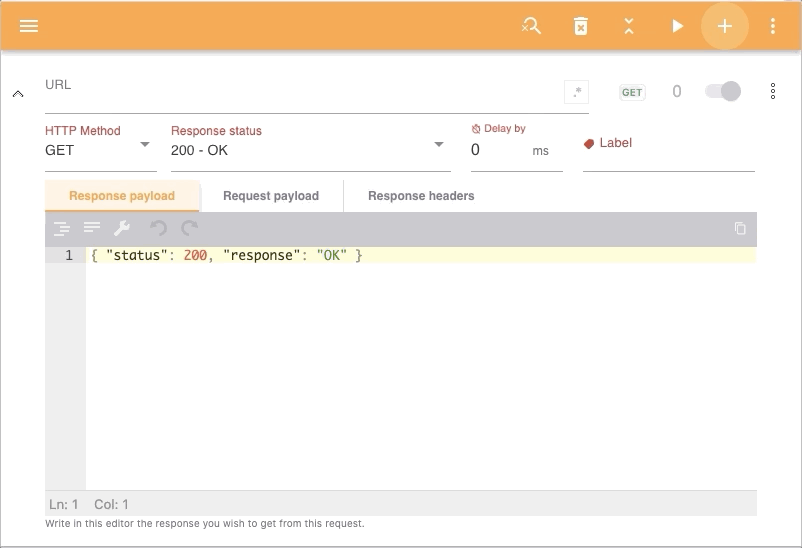 URL
.*
GET
0
HTTP Method
GET
Response status
200 - OK
Delay by
0
ms
Label
Response payload
Request payload
Response headers
1
{ "status": 200, "response": "OK" }
Ln: 1 Col: 1
Write in this editor the response you wish to get from this request.